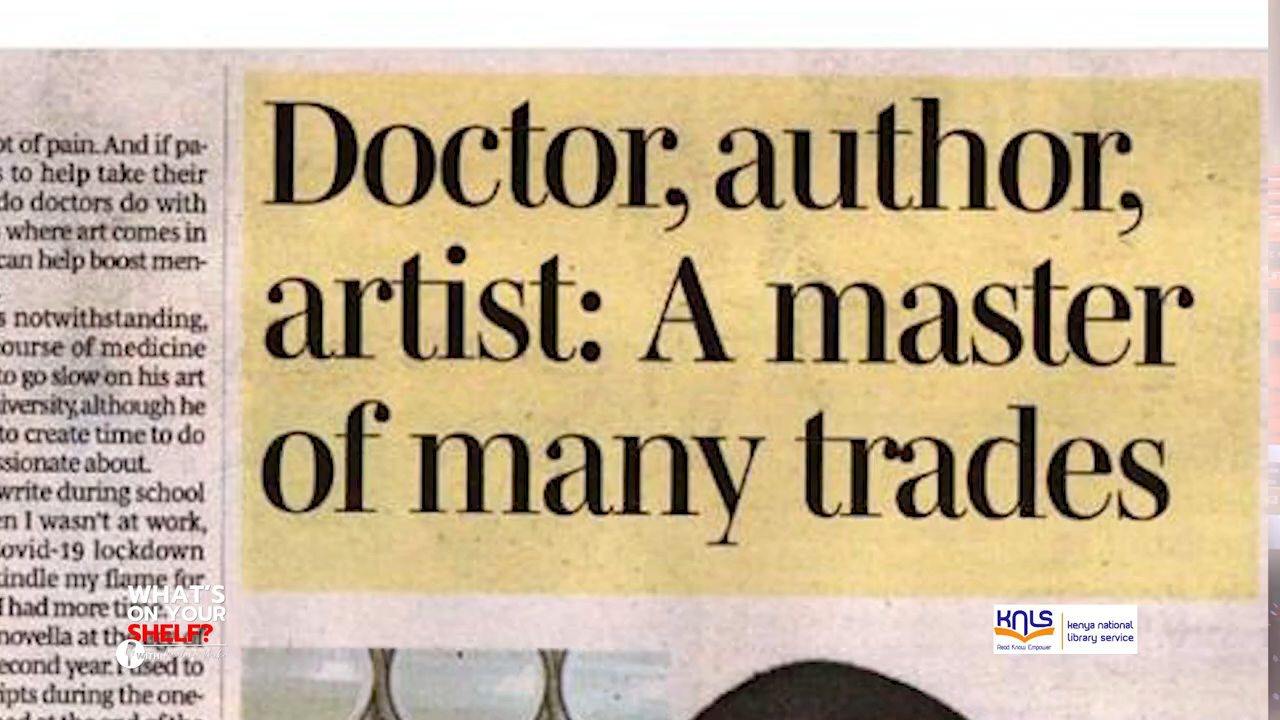 ot of pain. And if pa-
to help take their
do doctors do with
where art comes in
can help boost men-
notwithstanding,
ourse of medicine
to go slow on his art
iversity, although he
to create time to do
ssionate about.
write during school
en I wasn't at work,
ovid-19 lockdown
indle my flame for
I had more
novella at
econd year. I used to
ipts during the one-
Doctor, author,
artist: A master
of many trades
WHAT'S
ON YOUR
SHELF?
WITH
KNLS
Read Know Empower
kenya national
library service